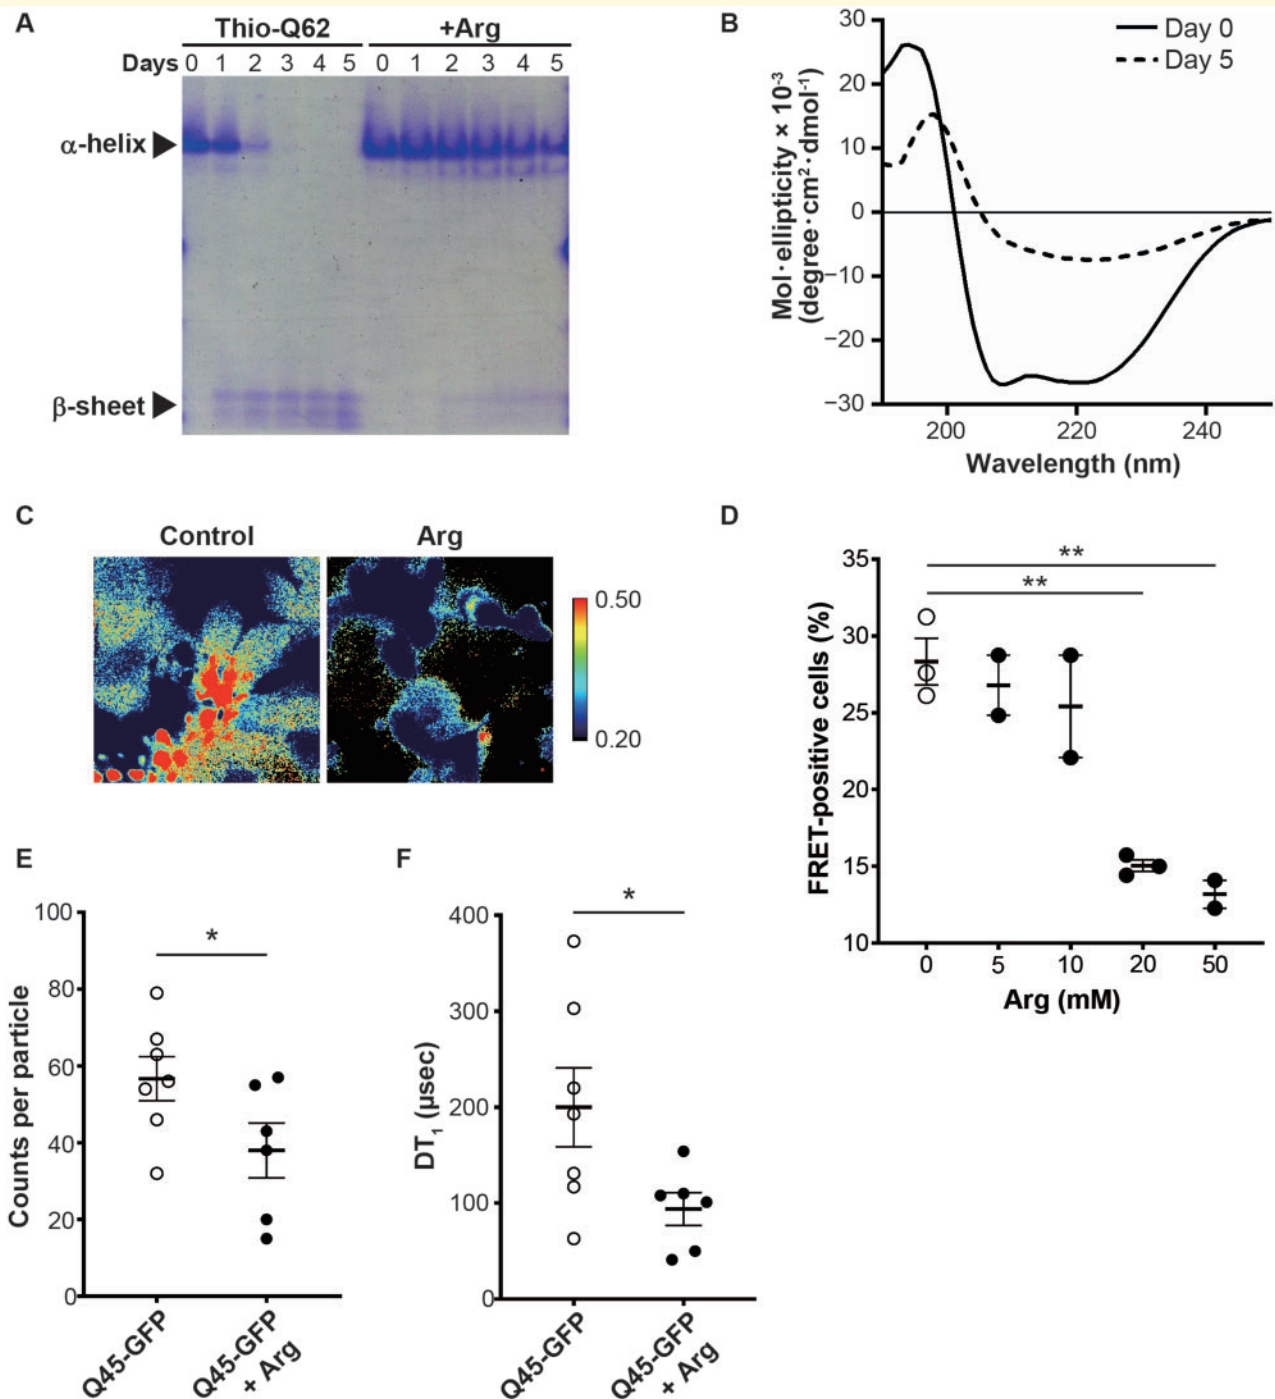 A
Thio-Q62 +Arg
Days 0 1 2 3 4 5 0 1 2 3 4 5
α-helix
β-sheet
B
Day 0
Day 5
30
20
10
0
−10
−20
−30
Mol·ellipticity × 10⁻³
(degree·cm²·dmol⁻¹)
200 220 240
Wavelength (nm)
C
Control Arg
0.50
0.20
D
**
**
35
30
25
20
15
10
FRET-positive cells (%)
0 5 10 20 50
Arg (mM)
E
*
100
80
60
40
20
0
Counts per particle
Q45-GFP
Q45-GFP
+ Arg
F
*
400
300
200
100
0
DT₁ (μsec)
Q45-GFP
Q45-GFP
+ Arg